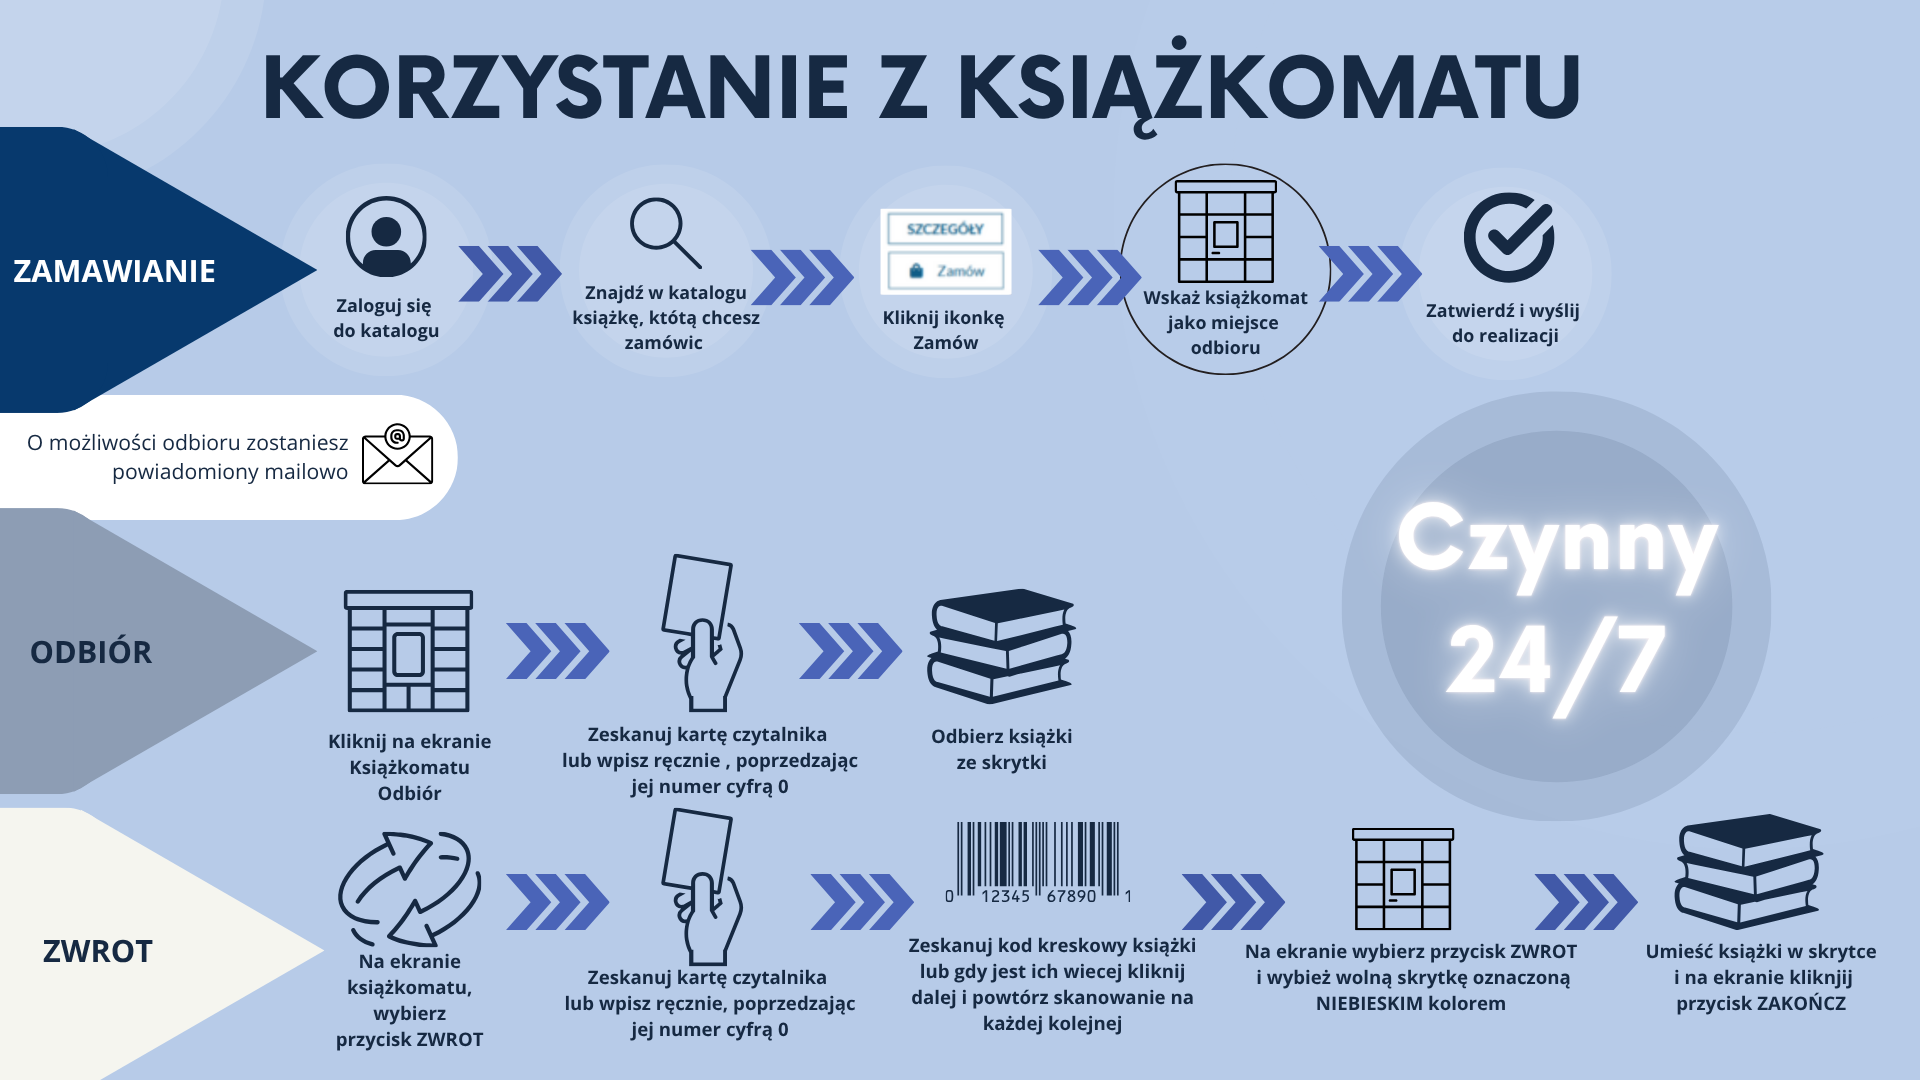 KORZYSTANIE Z KSIĄŻKOMATU
ZAMAWIANIE
Zaloguj się
do katalogu
Znajdź w katalogu
książkę, którą chcesz
zamówic
SZCZEGÓŁY
Zamów
Kliknij ikonkę
Zamów
Wskaż książkomat
jako miejsce
odbioru
Zatwierdź i wyślij
do realizacji
O możliwości odbioru zostaniesz
powiadomiony mailowo
@
Czynny
24/7
ODBIÓR
Kliknij na ekranie
Książkomatu
Odbiór
Zeskanuj kartę czytalnika
lub wpisz ręcznie , poprzedzając
jej numer cyfrą 0
Odbierz książki
ze skrytki
ZWROT
Na ekranie
książkomatu,
wybierz
przycisk ZWROT
Zeskanuj kartę czytalnika
lub wpisz ręcznie, poprzedzając
jej numer cyfrą 0
0 12345 67890 1
Zeskanuj kod kreskowy książki
lub gdy jest ich wiecej kliknij
dalej i powtórz skanowanie na
każdej kolejnej
Na ekranie wybierz przycisk ZWROT
i wybież wolną skrytkę oznaczoną
NIEBIESKIM kolorem
Umieść książki w skrytce
i na ekranie kliknjij
przycisk ZAKOŃCZ